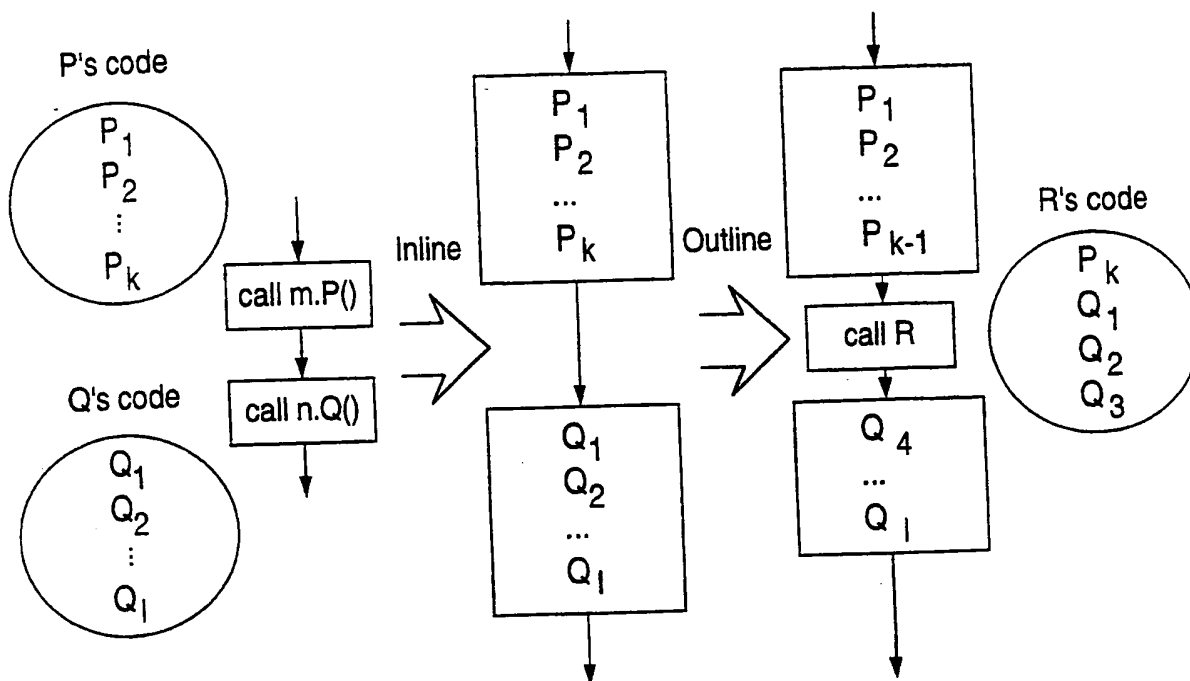 P's code
P₁
P₂
⋮
Pₖ
call m.P()
call n.Q()
Q's code
Q₁
Q₂
⋮
Qₗ
Inline
P₁
P₂
...
Pₖ
Q₁
Q₂
...
Qₗ
Outline
P₁
P₂
...
Pₖ₋₁
call R
Q₄
...
Qₗ
R's code
Pₖ
Q₁
Q₂
Q₃